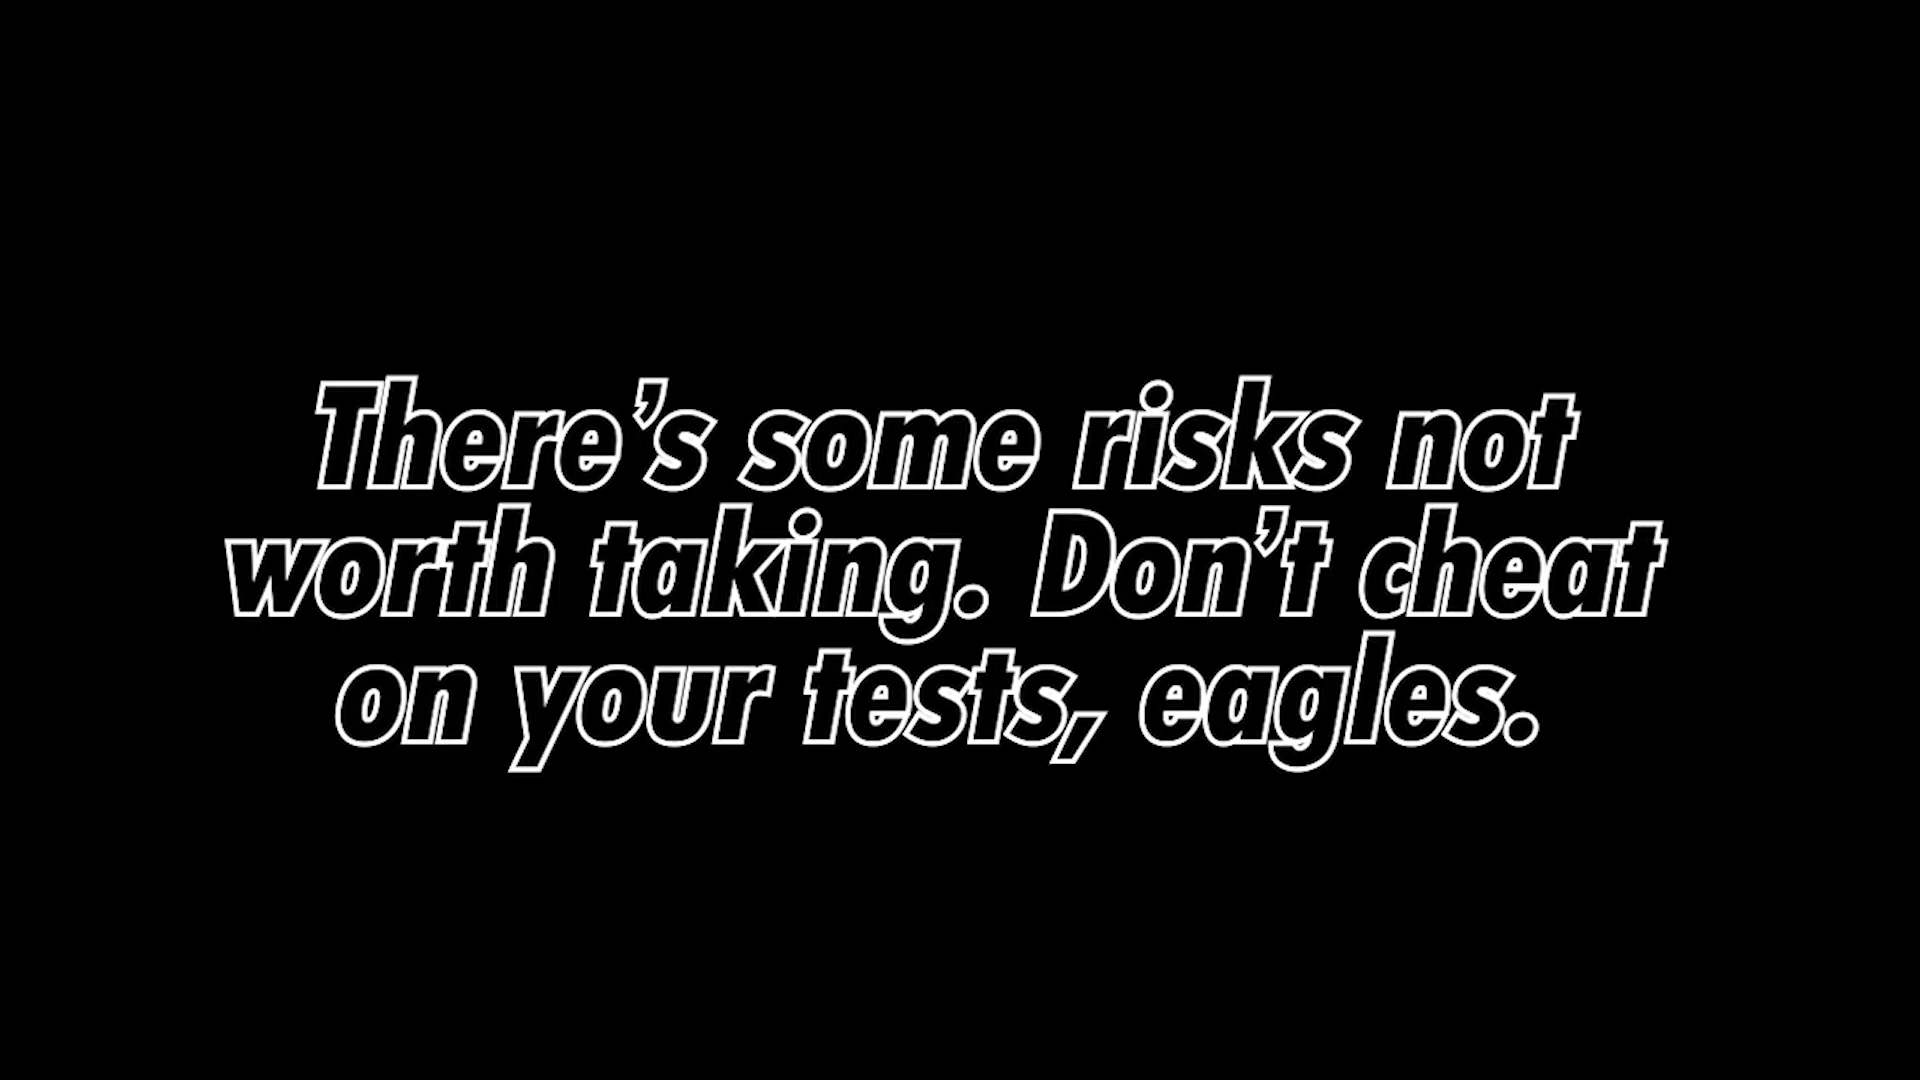 There’s some risks not
worth taking. Don’t cheat
on your tests, eagles.